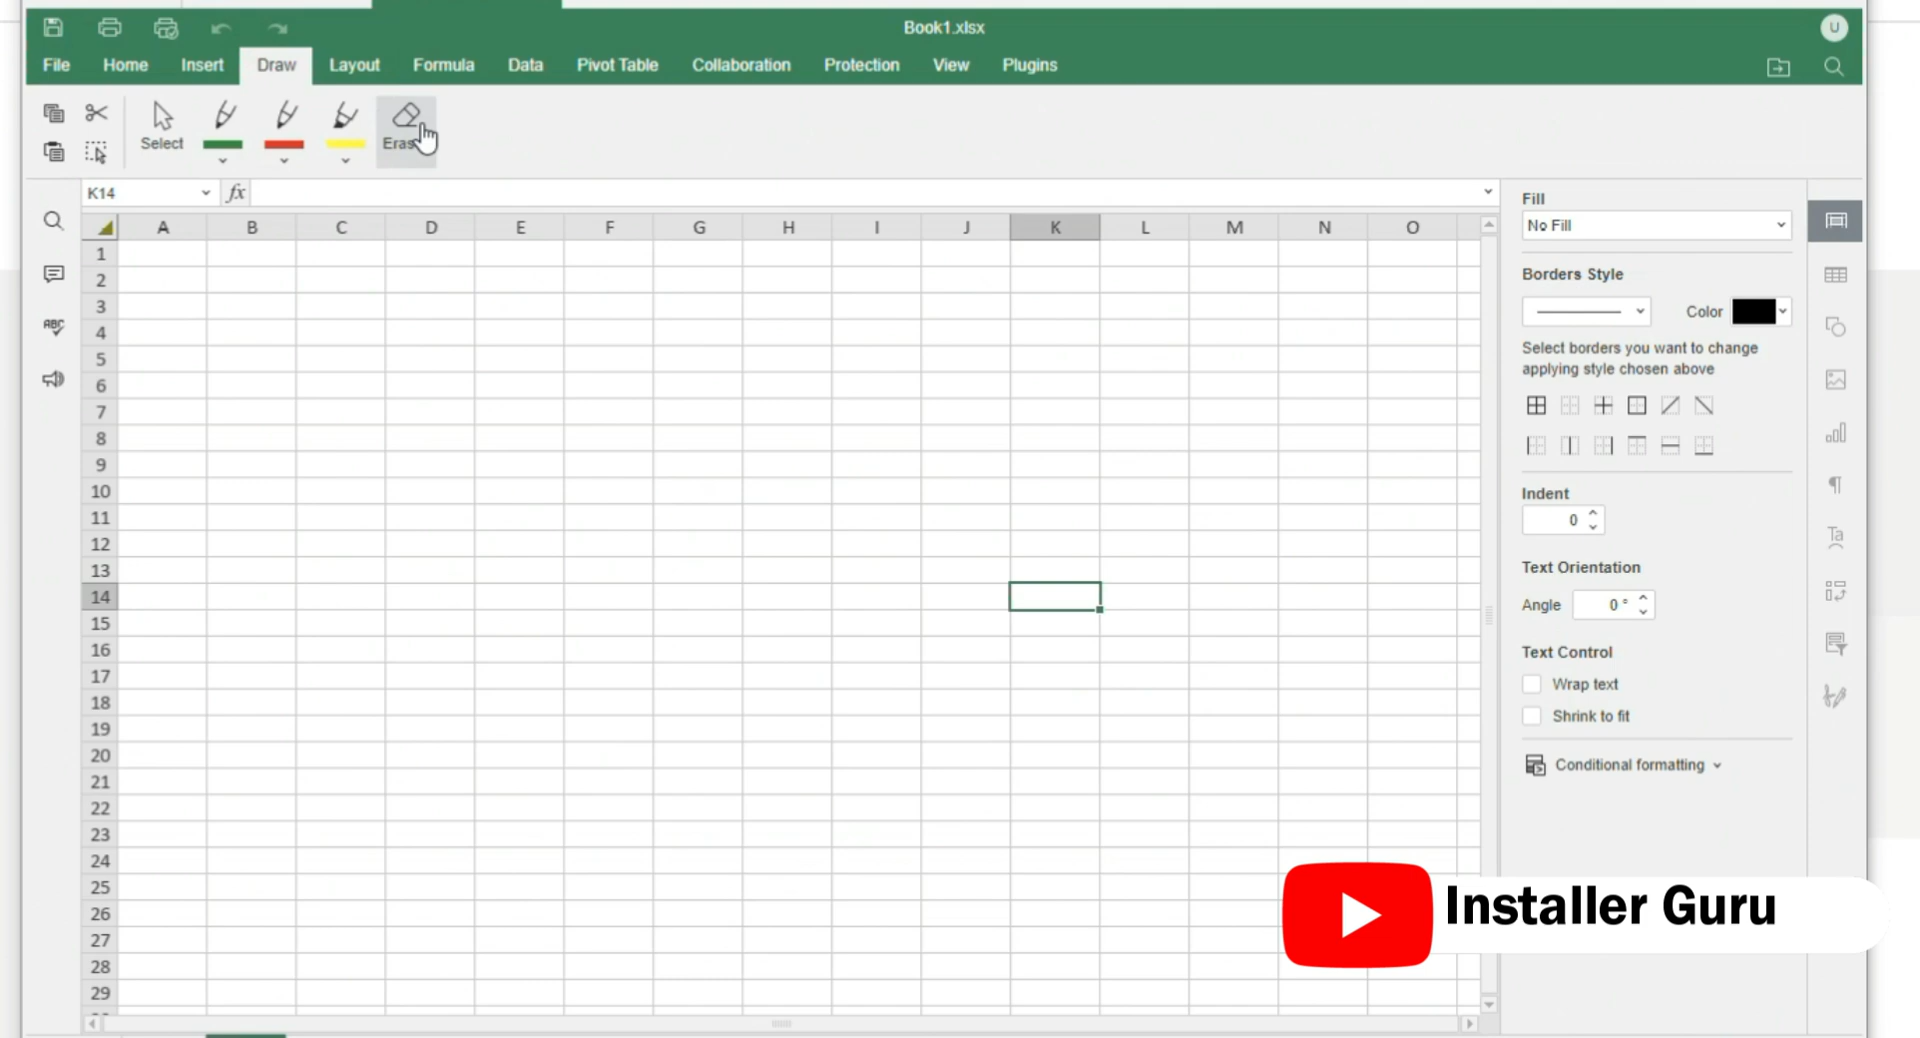 Book1.xlsx
U
File Home Insert Draw Layout Formula Data Pivot Table Collaboration Protection View Plugins
Select
K14
fx
A B C D E F G H I J K L M N O
1
2
3
4
5
6
7
8
9
10
11
12
13
14
15
16
17
18
19
20
21
22
23
24
25
26
27
28
29
ABC
Fill
No Fill
Borders Style
Color
Select borders you want to change
applying style chosen above
Indent
0
Text Orientation
Angle 0 °
Text Control
Wrap text
Shrink to fit
Conditional formatting
Ta
Installer Guru